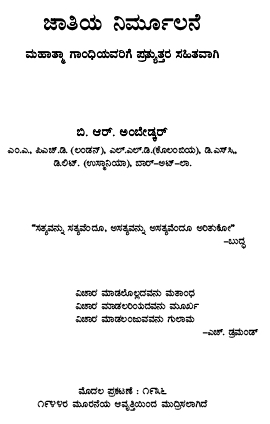 ಜಾತಿಯ ನಿರ್ಮೂಲನೆ
ಮಹಾತ್ಮಾ ಗಾಂಧಿಯವರಿಗೆ ಪ್ರತ್ಯುತ್ತರ ಸಹಿತವಾಗಿ
ಬಿ. ಆರ್. ಅಂಬೇಡ್ಕರ್
ಎಂ.ಎ., ಪಿಎಚ್.ಡಿ. (ಲಂಡನ್), ಎಲ್.ಎಲ್.ಡಿ.(ಕೊಲಂಬಿಯ), ಡಿ.ಎಸ್‌ಸಿ.,
ಡಿ.ಲಿಟ್. (ಉಸ್ಮಾನಿಯಾ), ಬಾರ್-ಅಟ್-ಲಾ.
"ಸತ್ಯವನ್ನು ಸತ್ಯವೆಂದೂ, ಅಸತ್ಯವನ್ನು ಅಸತ್ಯವೆಂದೂ ಅರಿತುಕೋ"
-ಬುದ್ಧ
ವಿಚಾರ ಮಾಡಲೊಲ್ಲದವನು ಮತಾಂಧ
ವಿಚಾರ ಮಾಡಲರಿಯದವನು ಮೂರ್ಖ
ವಿಚಾರ ಮಾಡಲಂಜುವವನು ಗುಲಾಮ
-ಎಚ್. ಡ್ರಮಂಡ್
ಮೊದಲ ಪ್ರಕಟಣೆ : ೧೯೩೬
೧೯೪೪ರ ಮೂರನೆಯ ಆವೃತ್ತಿಯಿಂದ ಮುದ್ರಿಸಲಾಗಿದೆ